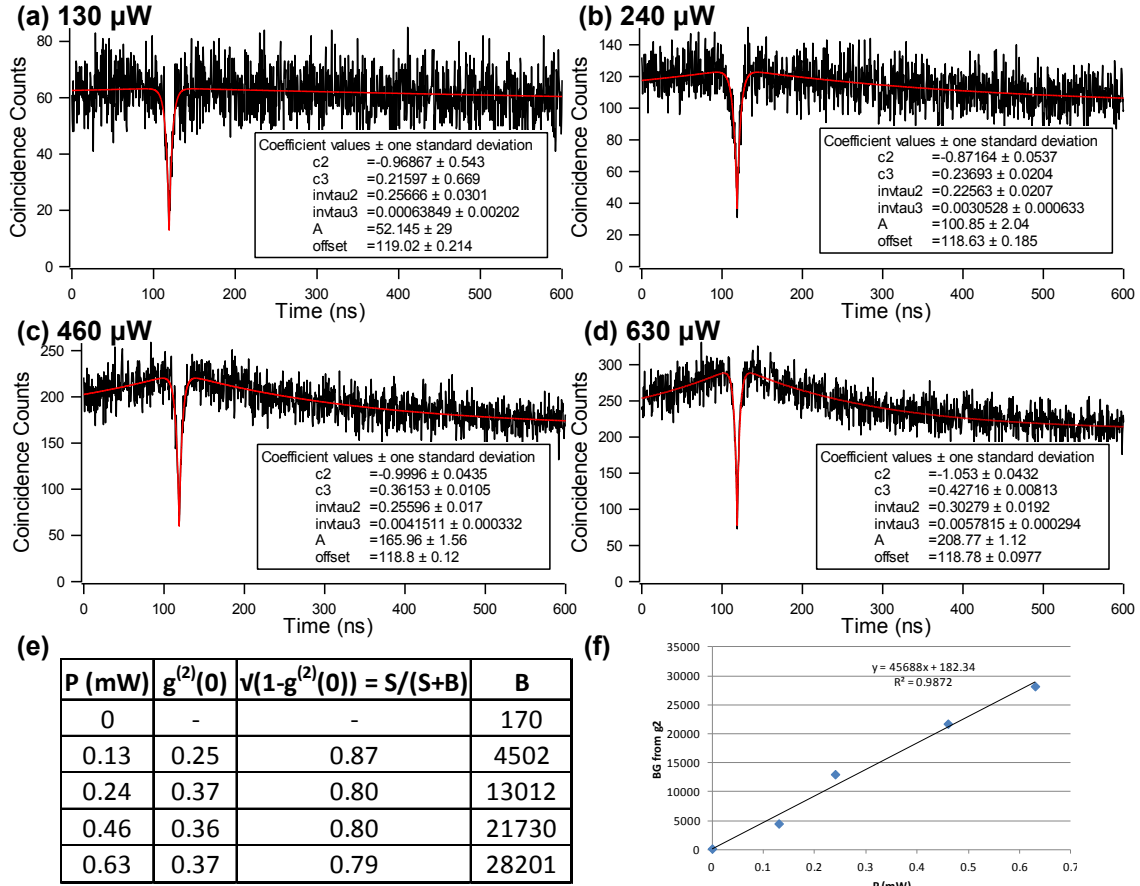 (a) 130 µW
Coincidence Counts
80
60
40
20
0
Coefficient values ± one standard deviation
c2 =-0.96867 ± 0.543
c3 =0.21597 ± 0.669
invtau2 =0.25666 ± 0.0301
invtau3 =0.00063849 ± 0.00202
A =52.145 ± 29
offset =119.02 ± 0.214
0 100 200 300 400 500 600
Time (ns)
(b) 240 µW
Coincidence Counts
140
120
100
80
60
40
20
0
Coefficient values ± one standard deviation
c2 =-0.87164 ± 0.0537
c3 =0.23693 ± 0.0204
invtau2 =0.22563 ± 0.0207
invtau3 =0.0030528 ± 0.000633
A =100.85 ± 2.04
offset =118.63 ± 0.185
0 100 200 300 400 500 600
Time (ns)
(c) 460 µW
Coincidence Counts
250
200
150
100
50
0
Coefficient values ± one standard deviation
c2 =-0.9996 ± 0.0435
c3 =0.36153 ± 0.0105
invtau2 =0.25596 ± 0.017
invtau3 =0.0041511 ± 0.000332
A =165.96 ± 1.56
offset =118.8 ± 0.12
0 100 200 300 400 500 600
Time (ns)
(d) 630 µW
Coincidence Counts
300
250
200
150
100
50
0
Coefficient values ± one standard deviation
c2 =-1.053 ± 0.0432
c3 =0.42716 ± 0.00813
invtau2 =0.30279 ± 0.0192
invtau3 =0.0057815 ± 0.000294
A =208.77 ± 1.12
offset =118.78 ± 0.0977
0 100 200 300 400 500 600
Time (ns)
(e)
P (mW) g(2)(0) √(1-g(2)(0)) = S/(S+B) B
0 - - 170
0.13 0.25 0.87 4502
0.24 0.37 0.80 13012
0.46 0.36 0.80 21730
0.63 0.37 0.79 28201
(f)
BG from g2
35000
30000
25000
20000
15000
10000
5000
0
y = 45688x + 182.34
R² = 0.9872
0 0.1 0.2 0.3 0.4 0.5 0.6 0.7
P (mW)